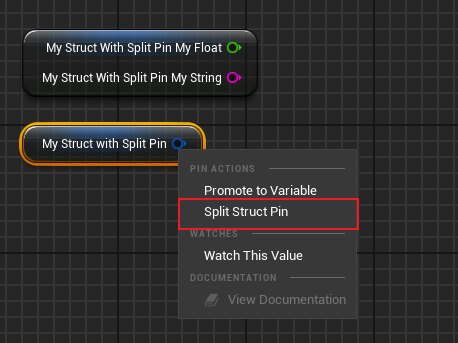 My Struct With Split Pin My Float
My Struct With Split Pin My String
My Struct with Split Pin
PIN ACTIONS
Promote to Variable
Split Struct Pin
WATCHES
Watch This Value
DOCUMENTATION
View Documentation